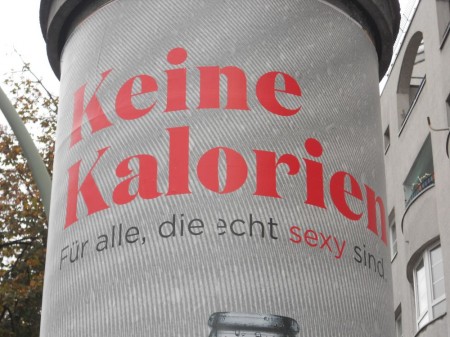 Keine
Kalorien
Für alle, die echt sexy sind.